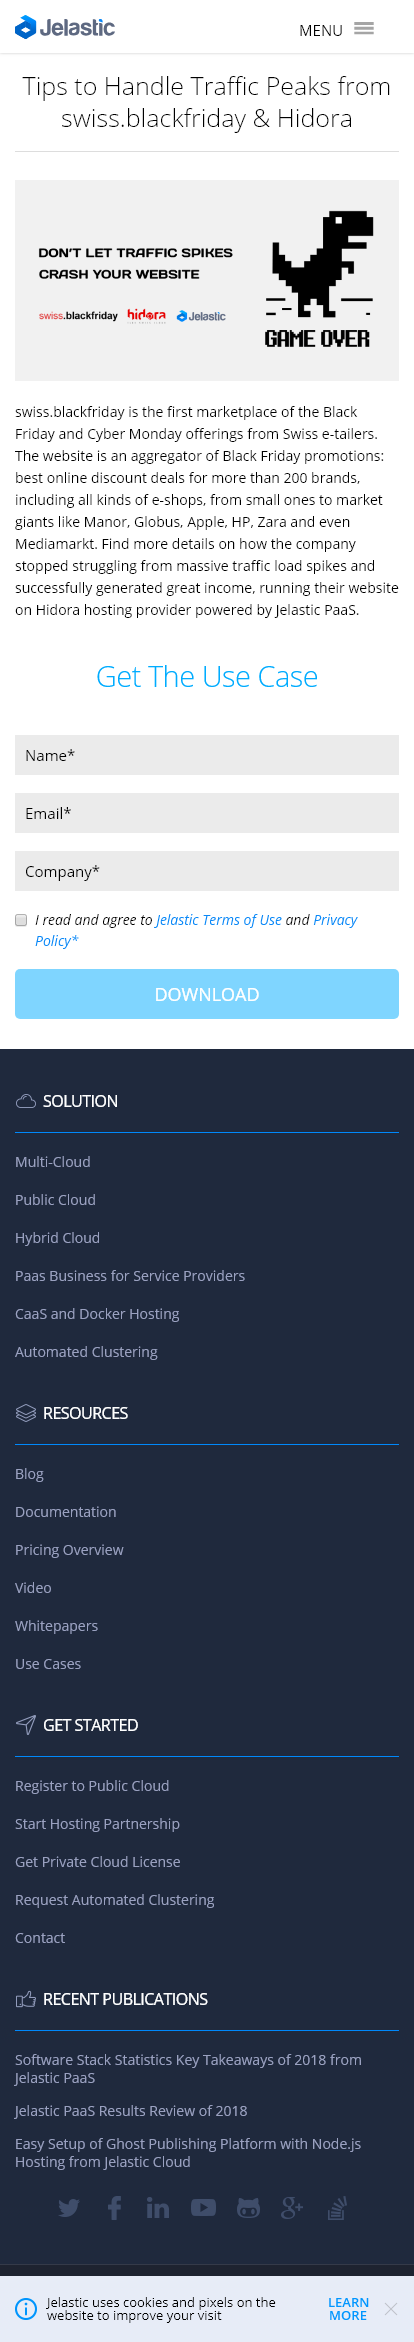 Jelastic
MENU
Tips to Handle Traffic Peaks from
swiss.blackfriday & Hidora
DON'T LET TRAFFIC SPIKES
CRASH YOUR WEBSITE
swiss.blackfriday hidora Jelastic
GAME OVER
swiss.blackfriday is the first marketplace of the Black
Friday and Cyber Monday offerings from Swiss e-tailers.
The website is an aggregator of Black Friday promotions:
best online discount deals for more than 200 brands,
including all kinds of e-shops, from small ones to market
giants like Manor, Globus, Apple, HP, Zara and even
Mediamarkt. Find more details on how the company
stopped struggling from massive traffic load spikes and
successfully generated great income, running their website
on Hidora hosting provider powered by Jelastic PaaS.
Get The Use Case
Name*
Email*
Company*
I read and agree to Jelastic Terms of Use and Privacy
Policy*
DOWNLOAD
SOLUTION
Multi-Cloud
Public Cloud
Hybrid Cloud
Paas Business for Service Providers
CaaS and Docker Hosting
Automated Clustering
RESOURCES
Blog
Documentation
Pricing Overview
Video
Whitepapers
Use Cases
GET STARTED
Register to Public Cloud
Start Hosting Partnership
Get Private Cloud License
Request Automated Clustering
Contact
RECENT PUBLICATIONS
Software Stack Statistics Key Takeaways of 2018 from
Jelastic PaaS
Jelastic PaaS Results Review of 2018
Easy Setup of Ghost Publishing Platform with Node.js
Hosting from Jelastic Cloud
Jelastic uses cookies and pixels on the
website to improve your visit
LEARN
MORE